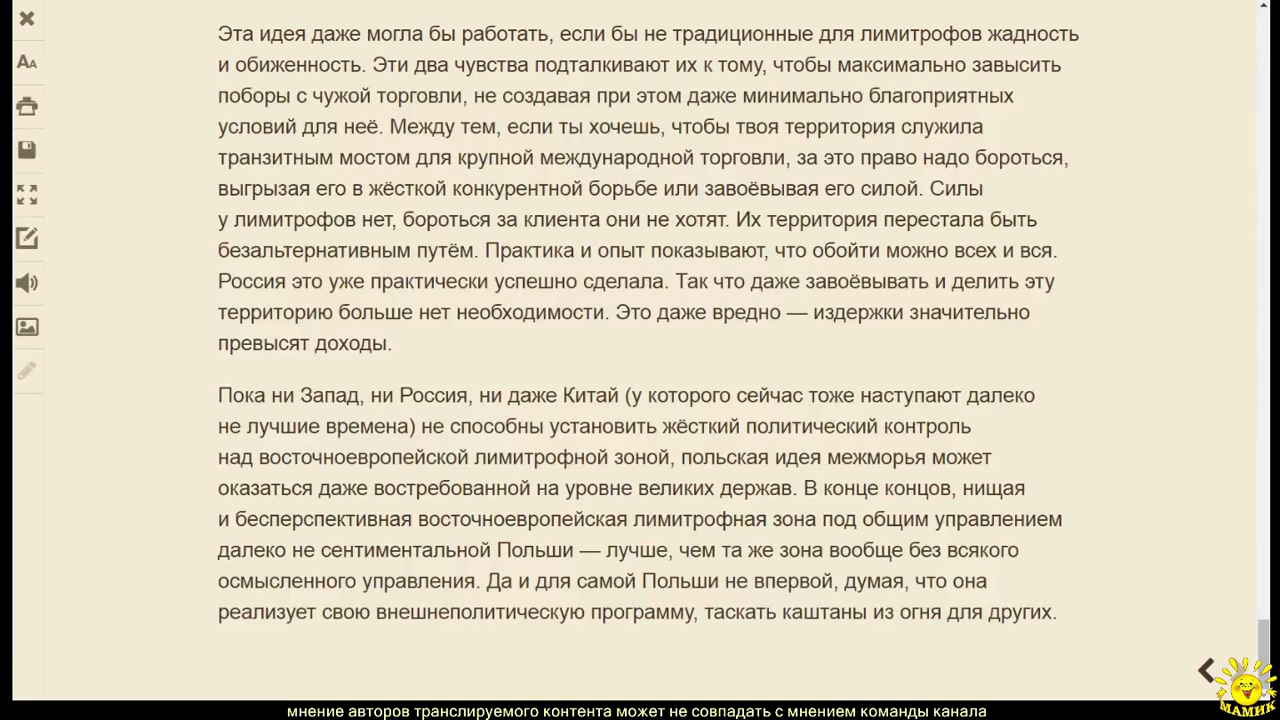 Эта идея даже могла бы работать, если бы не традиционные для лимитрофов жадность
и обиженность. Эти два чувства подталкивают их к тому, чтобы максимально завысить
поборы с чужой торговли, не создавая при этом даже минимально благоприятных
условий для неё. Между тем, если ты хочешь, чтобы твоя территория служила
транзитным мостом для крупной международной торговли, за это право надо бороться,
выгрызая его в жёсткой конкурентной борьбе или завоёвывая его силой. Силы
у лимитрофов нет, бороться за клиента они не хотят. Их территория перестала быть
безальтернативным путём. Практика и опыт показывают, что обойти можно всех и вся.
Россия это уже практически успешно сделала. Так что даже завоёвывать и делить эту
территорию больше нет необходимости. Это даже вредно — издержки значительно
превысят доходы.
Пока ни Запад, ни Россия, ни даже Китай (у которого сейчас тоже наступают далеко
не лучшие времена) не способны установить жёсткий политический контроль
над восточноевропейской лимитрофной зоной, польская идея межморья может
оказаться даже востребованной на уровне великих держав. В конце концов, нищая
и бесперспективная восточноевропейская лимитрофная зона под общим управлением
далеко не сентиментальной Польши — лучше, чем та же зона вообще без всякого
осмысленного управления. Да и для самой Польши не впервой, думая, что она
реализует свою внешнеполитическую программу, таскать каштаны из огня для других.
МАМИК
мнение авторов транслируемого контента может не совпадать с мнением команды канала